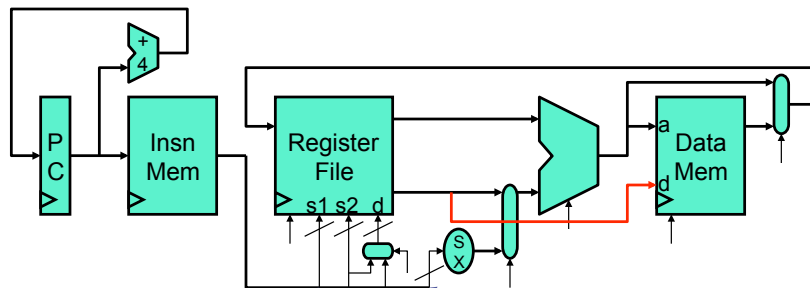 +
4
P
C
Insn
Mem
Register
File
s1 s2 d
S
X
a
d
Data
Mem